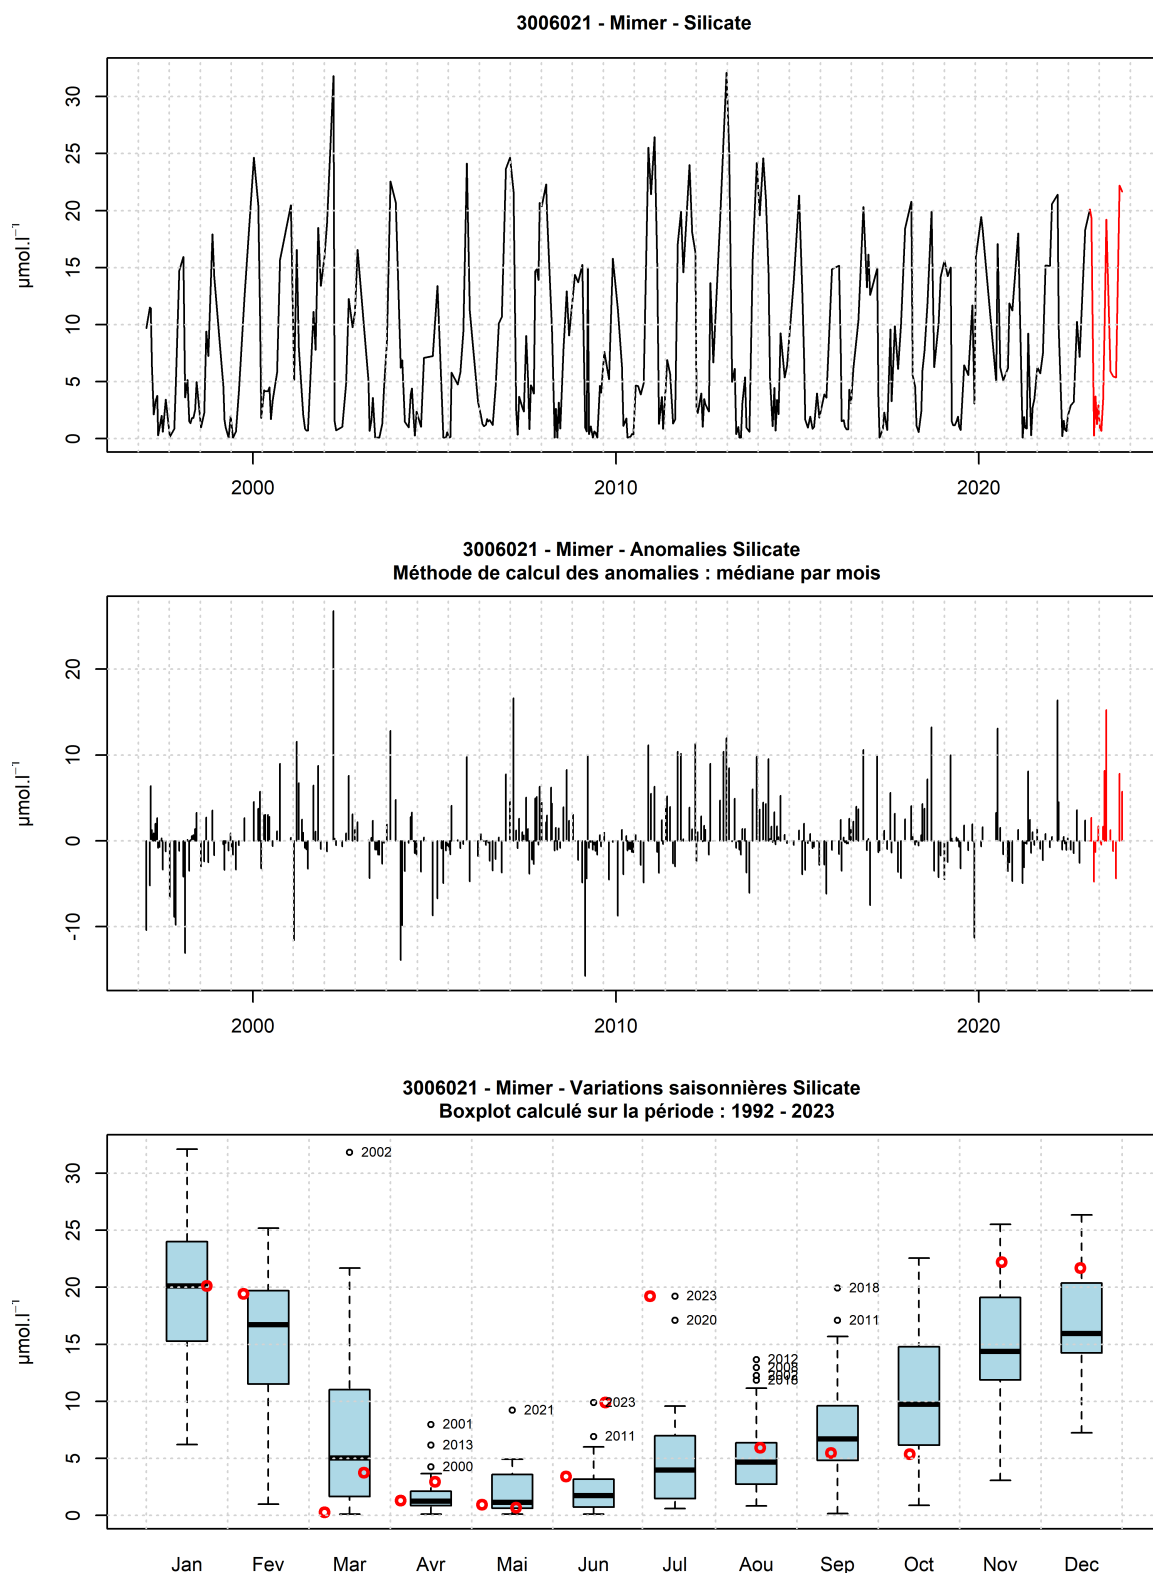 3006021 - Mimer - Silicate
µmol.l⁻¹
30
25
20
15
10
5
0
2000
2010
2020
3006021 - Mimer - Anomalies Silicate
Méthode de calcul des anomalies : médiane par mois
µmol.l⁻¹
20
10
0
-10
2000
2010
2020
3006021 - Mimer - Variations saisonnières Silicate
Boxplot calculé sur la période : 1992 - 2023
µmol.l⁻¹
30
25
20
15
10
5
0
2002
2001
2013
2000
2021
2023
2011
2023
2020
2012
2008
2002
2018
2011
Jan
Fev
Mar
Avr
Mai
Jun
Jul
Aou
Sep
Oct
Nov
Dec